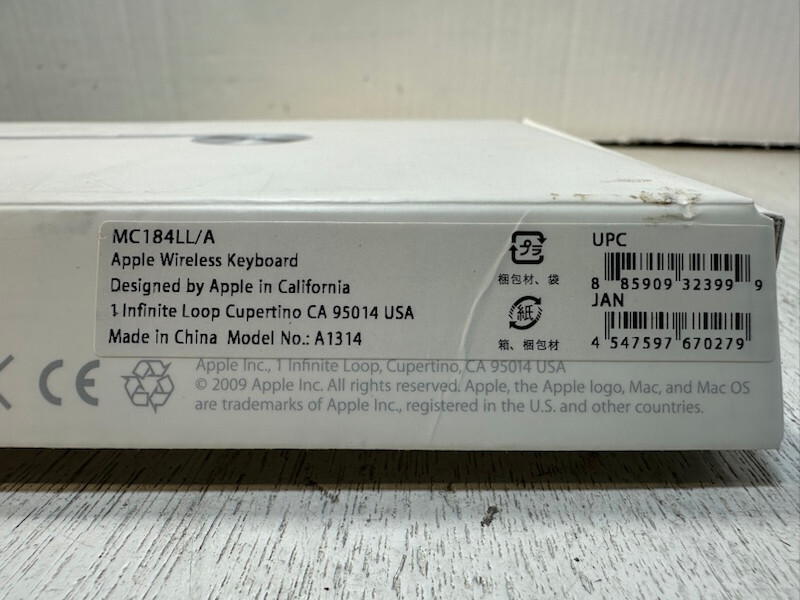 MC184LL/A
Apple Wireless Keyboard
Designed by Apple in California
1 Infinite Loop Cupertino CA 95014 USA
Made in China Model No.: A1314
プラ
梱包材、袋
紙
箱、梱包材
UPC
8 85909 32399 9
JAN
4 547597 670279
CE
Apple Inc., 1 Infinite Loop, Cupertino, CA 95014 USA
© 2009 Apple Inc. All rights reserved. Apple, the Apple logo, Mac, and Mac OS
are trademarks of Apple Inc., registered in the U.S. and other countries.